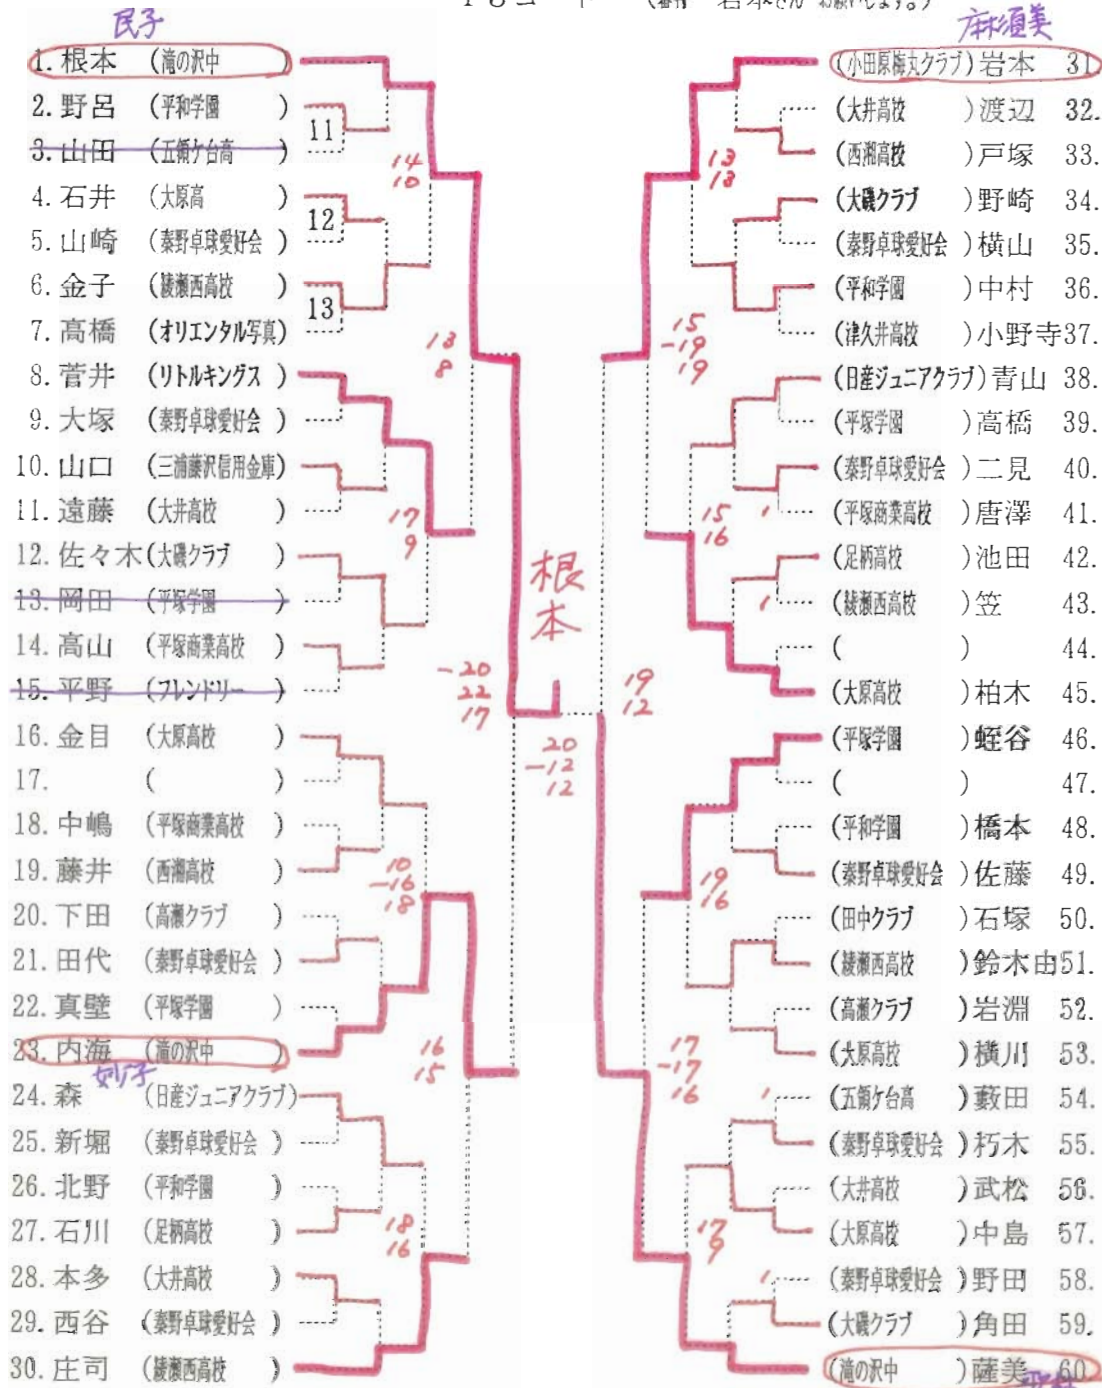 民子
麻須美
1. 根本 (滝の沢中 )
2. 野呂 (平和学園 )
3. 山田 (五領ケ台高 )
4. 石井 (大原高 )
5. 山崎 (秦野卓球愛好会 )
6. 金子 (綾瀬西高校 )
7. 高橋 (オリエンタル写真)
8. 菅井 (リトルキングス )
9. 大塚 (秦野卓球愛好会 )
10. 山口 (三浦藤沢信用金庫)
11. 遠藤 (大井高校 )
12. 佐々木(大磯クラブ )
13. 岡田 (平塚学園 )
14. 高山 (平塚商業高校 )
15. 平野 (フレンドリー )
16. 金目 (大原高校 )
17. ( )
18. 中嶋 (平塚商業高校 )
19. 藤井 (西湘高校 )
20. 下田 (高瀬クラブ )
21. 田代 (秦野卓球愛好会 )
22. 真壁 (平塚学園 )
23. 内海 (滝の沢中 )
妙子
24. 森 (日産ジュニアクラブ)
25. 新堀 (秦野卓球愛好会 )
26. 北野 (平和学園 )
27. 石川 (足柄高校 )
28. 本多 (大井高校 )
29. 西谷 (秦野卓球愛好会 )
30. 庄司 (綾瀬西高校 )
11
12
13
14
10
13
8
17
9
-20
22
17
10
-16
18
16
15
18
16
根本
20
-12
12
19
12
13
13
15
-19
19
15
16
19
16
17
-17
16
17
9
(小田原梅丸クラブ)岩本 31.
(大井高校 )渡辺 32.
(西湘高校 )戸塚 33.
(大磯クラブ )野崎 34.
(秦野卓球愛好会 )横山 35.
(平和学園 )中村 36.
(津久井高校 )小野寺37.
(日産ジュニアクラブ)青山 38.
(平塚学園 )高橋 39.
(秦野卓球愛好会 )二見 40.
(平塚商業高校 )唐澤 41.
(足柄高校 )池田 42.
(綾瀬西高校 )笠 43.
( ) 44.
(大原高校 )柏木 45.
(平塚学園 )蛭谷 46.
( ) 47.
(平和学園 )橋本 48.
(秦野卓球愛好会 )佐藤 49.
(田中クラブ )石塚 50.
(綾瀬西高校 )鈴木由51.
(高瀬クラブ )岩淵 52.
(大原高校 )横川 53.
(五領ケ台高 )藪田 54.
(秦野卓球愛好会 )朽木 55.
(大井高校 )武松 56.
(大原高校 )中島 57.
(秦野卓球愛好会 )野田 58.
(大磯クラブ )角田 59.
(滝の沢中 )薩美 60.